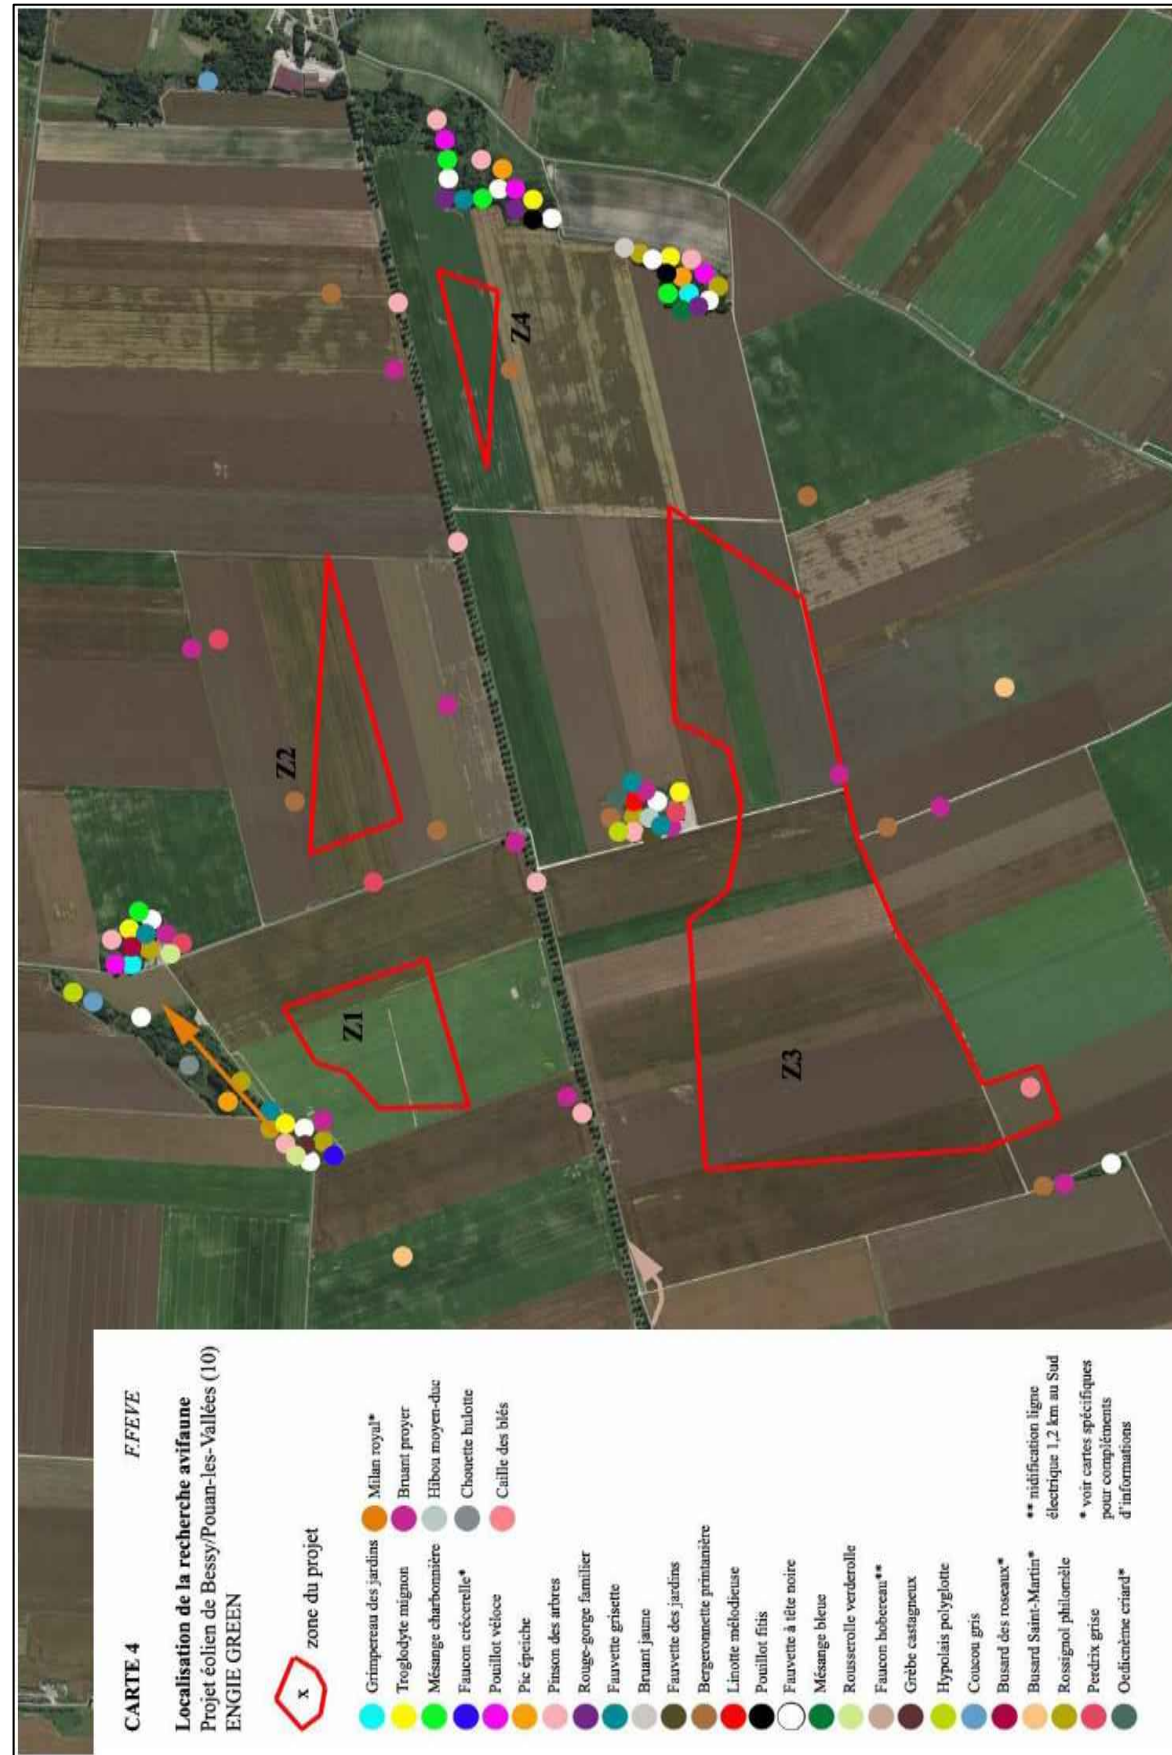 CARTE 4
F.FEVE
Localisation de la recherche avifaune
Projet éolien de Bessy/Pouan-les-Vallées (10)
ENGIE GREEN
x
zone du projet
Grimpereau des jardins
Troglodyte mignon
Mésange charbonnière
Faucon crécerelle*
Pouillot véloce
Pic épeiche
Pinson des arbres
Rouge-gorge familier
Fauvette grisette
Bruant jaune
Fauvette des jardins
Bergeronnette printanière
Linotte mélodieuse
Pouillot fitis
Fauvette à tête noire
Mésange bleue
Rousserolle verderolle
Faucon hobereau**
Grèbe castagneux
Hypolais polyglotte
Coucou gris
Busard des roseaux*
Busard Saint-Martin*
Rossignol philomèle
Perdrix grise
Oedicnème criard*
Milan royal*
Bruant proyer
Hibou moyen-duc
Chouette hulotte
Caille des blés
** nidification ligne
électrique 1,2 km au Sud
* voir cartes spécifiques
pour compléments
d'informations
Z1
Z2
Z3
Z4